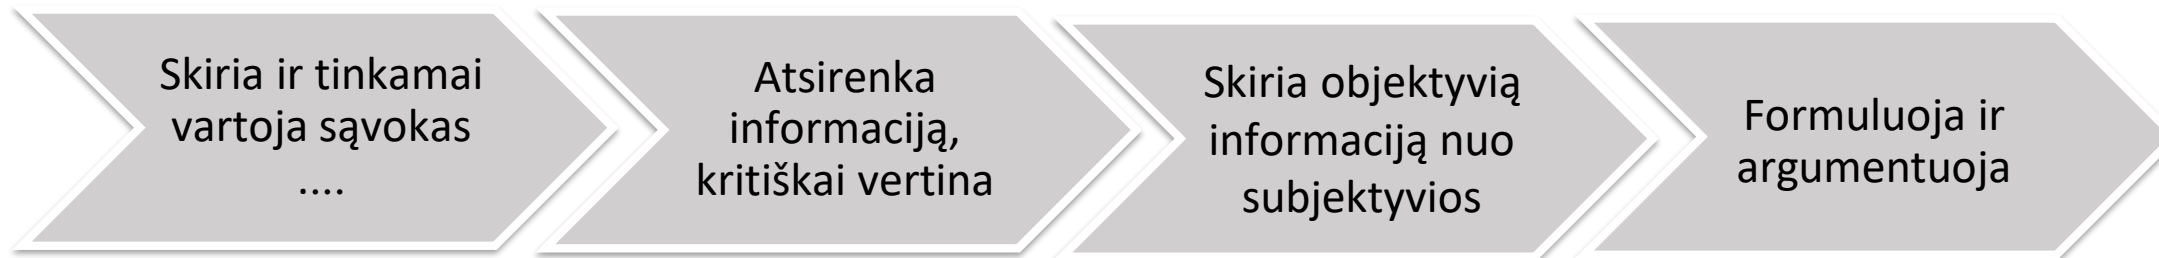 Skiria ir tinkamai
vartoja sąvokas
....
Atsirenka
informaciją,
kritiškai vertina
Skiria objektyvią
informaciją nuo
subjektyvios
Formuluoja ir
argumentuoja